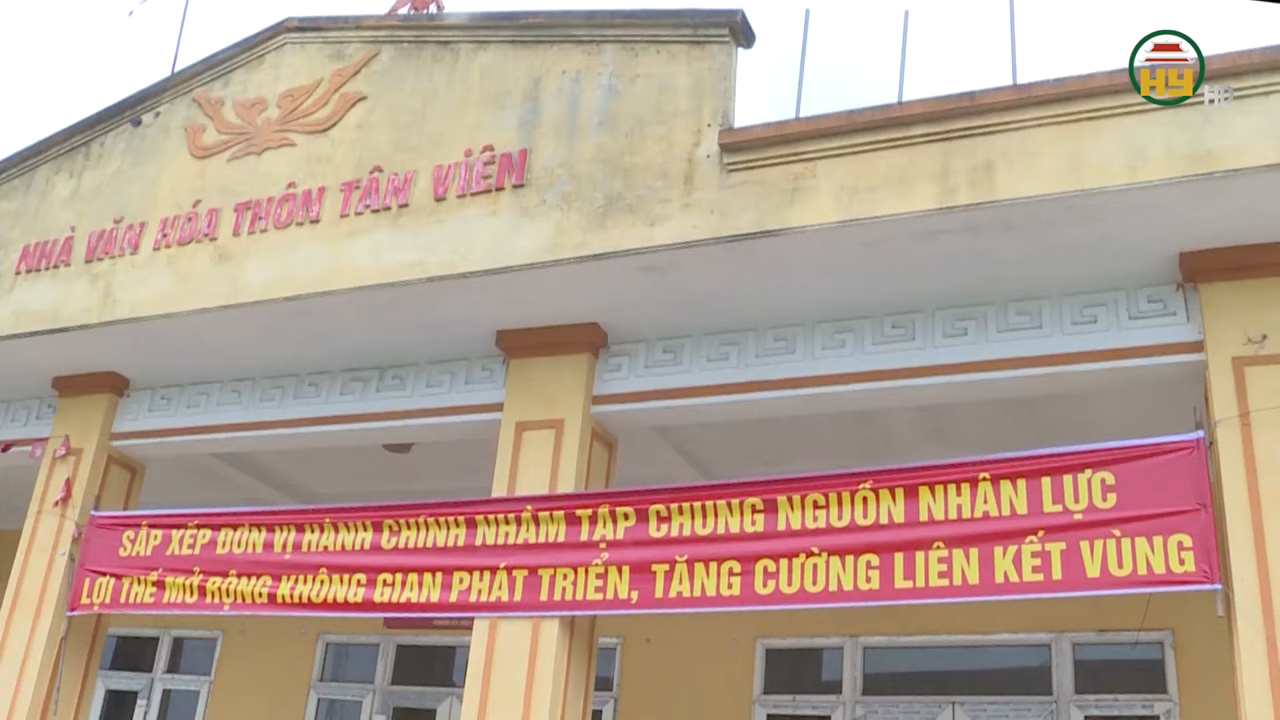 HY HD
NHÀ VĂN HÓA THÔN TÂN VIÊN
SẮP XẾP ĐƠN VỊ HÀNH CHÍNH NHẰM TẬP CHUNG NGUỒN NHÂN LỰC
LỢI THẾ MỞ RỘNG KHÔNG GIAN PHÁT TRIỂN, TĂNG CƯỜNG LIÊN KẾT VÙNG